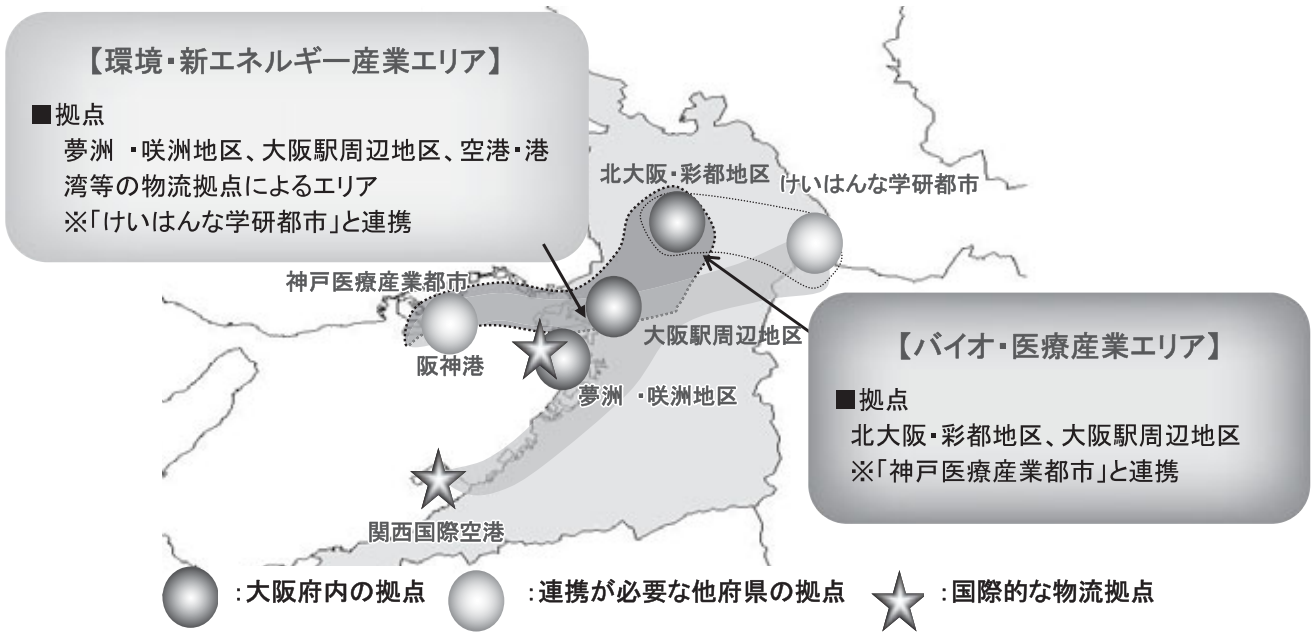 【環境・新エネルギー産業エリア】
■拠点
夢洲 ・咲洲地区、大阪駅周辺地区、空港・港
湾等の物流拠点によるエリア
※「けいはんな学研都市」と連携
北大阪・彩都地区
けいはんな学研都市
神戸医療産業都市
大阪駅周辺地区
阪神港
夢洲 ・咲洲地区
関西国際空港
【バイオ・医療産業エリア】
■拠点
北大阪・彩都地区、大阪駅周辺地区
※「神戸医療産業都市」と連携
：大阪府内の拠点
：連携が必要な他府県の拠点
：国際的な物流拠点